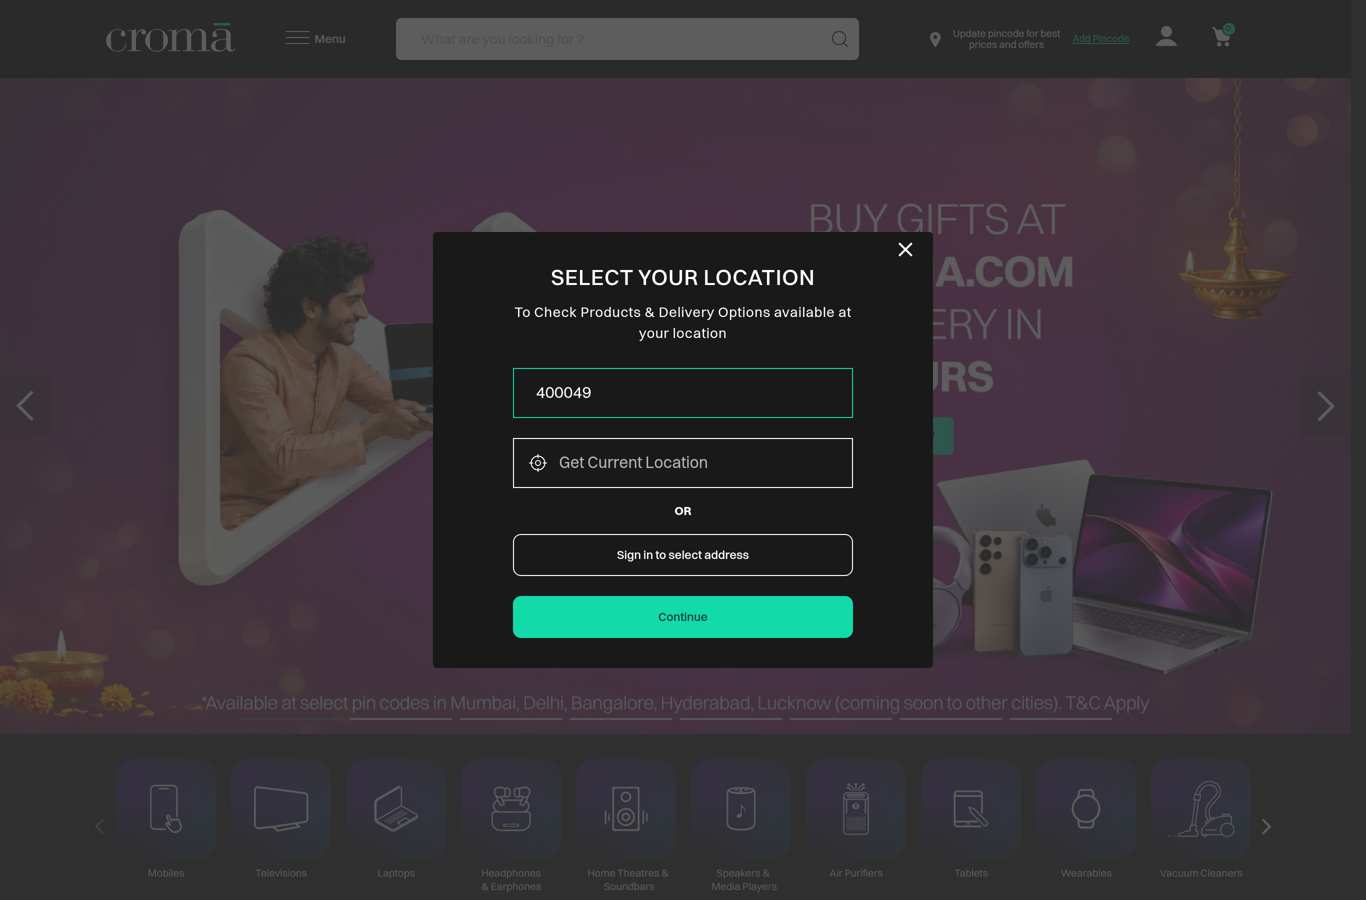 cromā
Menu
What are you looking for ?
Update pincode for best
prices and offers
Add Pincode
0
BUY GIFTS AT
A.COM
ERY IN
URS
SELECT YOUR LOCATION
To Check Products & Delivery Options available at
your location
400049
Get Current Location
OR
Sign in to select address
Continue
*Available at select pin codes in Mumbai, Delhi, Bangalore, Hyderabad, Lucknow (coming soon to other cities). T&C Apply
Mobiles
Televisions
Laptops
Headphones
& Earphones
Home Theatres &
Soundbars
Speakers &
Media Players
Air Purifiers
Tablets
Wearables
Vacuum Cleaners